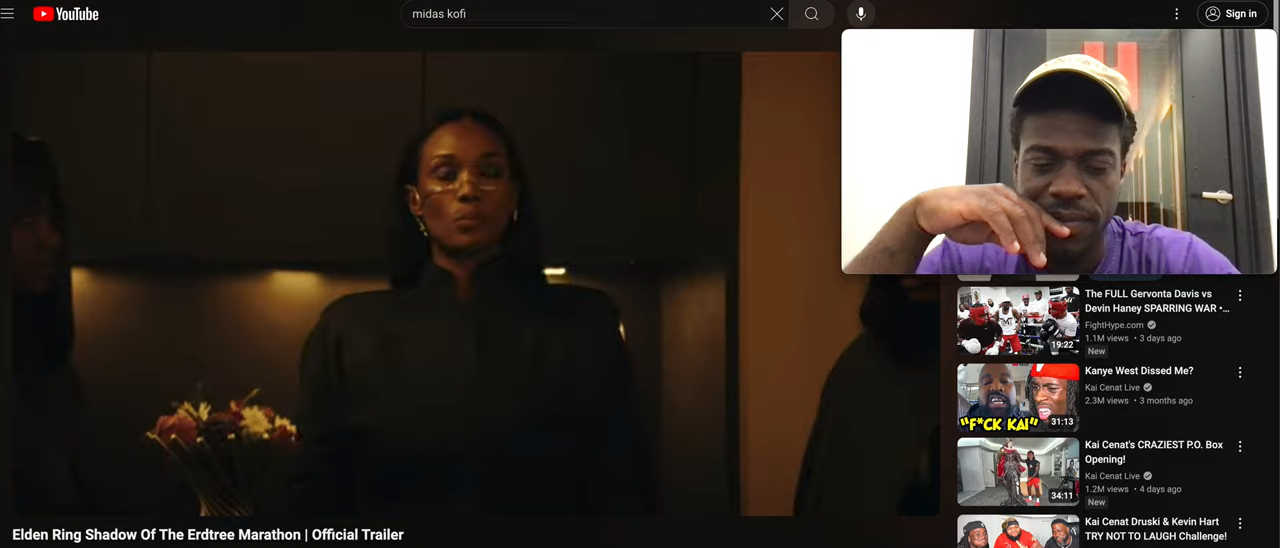 YouTube
midas kofi
Sign in
The FULL Gervonta Davis vs
Devin Haney SPARRING WAR •...
FightHype.com
1.1M views • 3 days ago
New
19:22
Kanye West Dissed Me?
Kai Cenat Live
2.3M views • 3 months ago
"F*CK KAI"
31:13
Kai Cenat's CRAZIEST P.O. Box
Opening!
Kai Cenat Live
1.2M views • 4 days ago
New
34:11
Kai Cenat Druski & Kevin Hart
TRY NOT TO LAUGH Challenge!
Elden Ring Shadow Of The Erdtree Marathon | Official Trailer